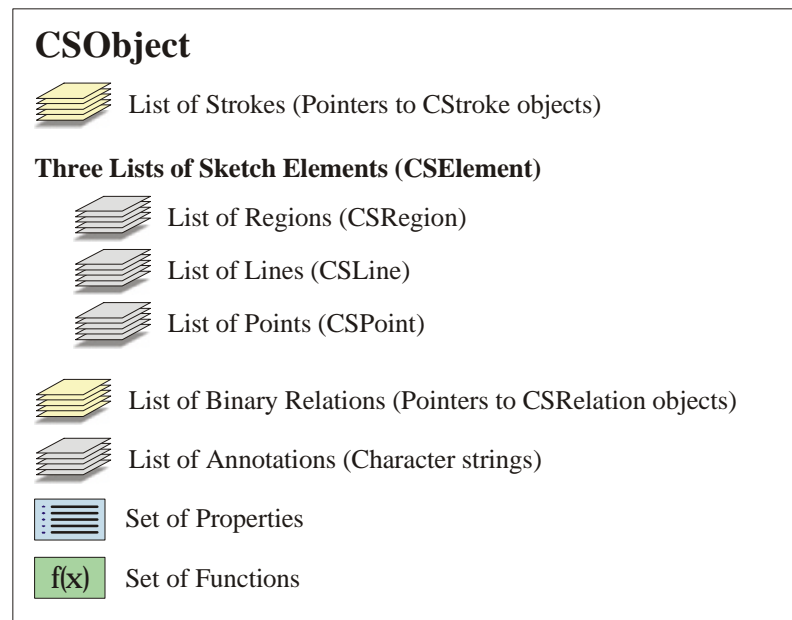 CSObject
List of Strokes (Pointers to CStroke objects)
Three Lists of Sketch Elements (CSElement)
List of Regions (CSRegion)
List of Lines (CSLine)
List of Points (CSPoint)
List of Binary Relations (Pointers to CSRelation objects)
List of Annotations (Character strings)
Set of Properties
f(x) Set of Functions